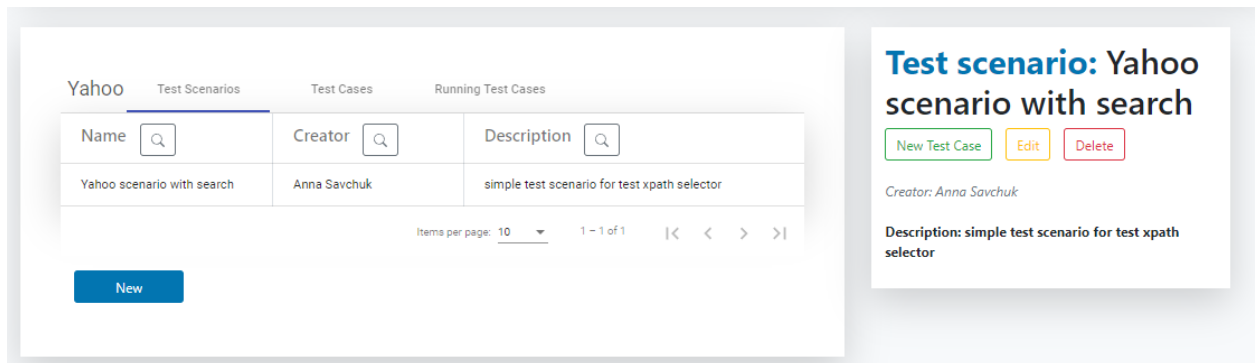 Yahoo Test Scenarios Test Cases Running Test Cases
Name Creator Description
Yahoo scenario with search Anna Savchuk simple test scenario for test xpath selector
Items per page: 10 1 – 1 of 1
New
Test scenario: Yahoo
scenario with search
New Test Case Edit Delete
Creator: Anna Savchuk
Description: simple test scenario for test xpath
selector